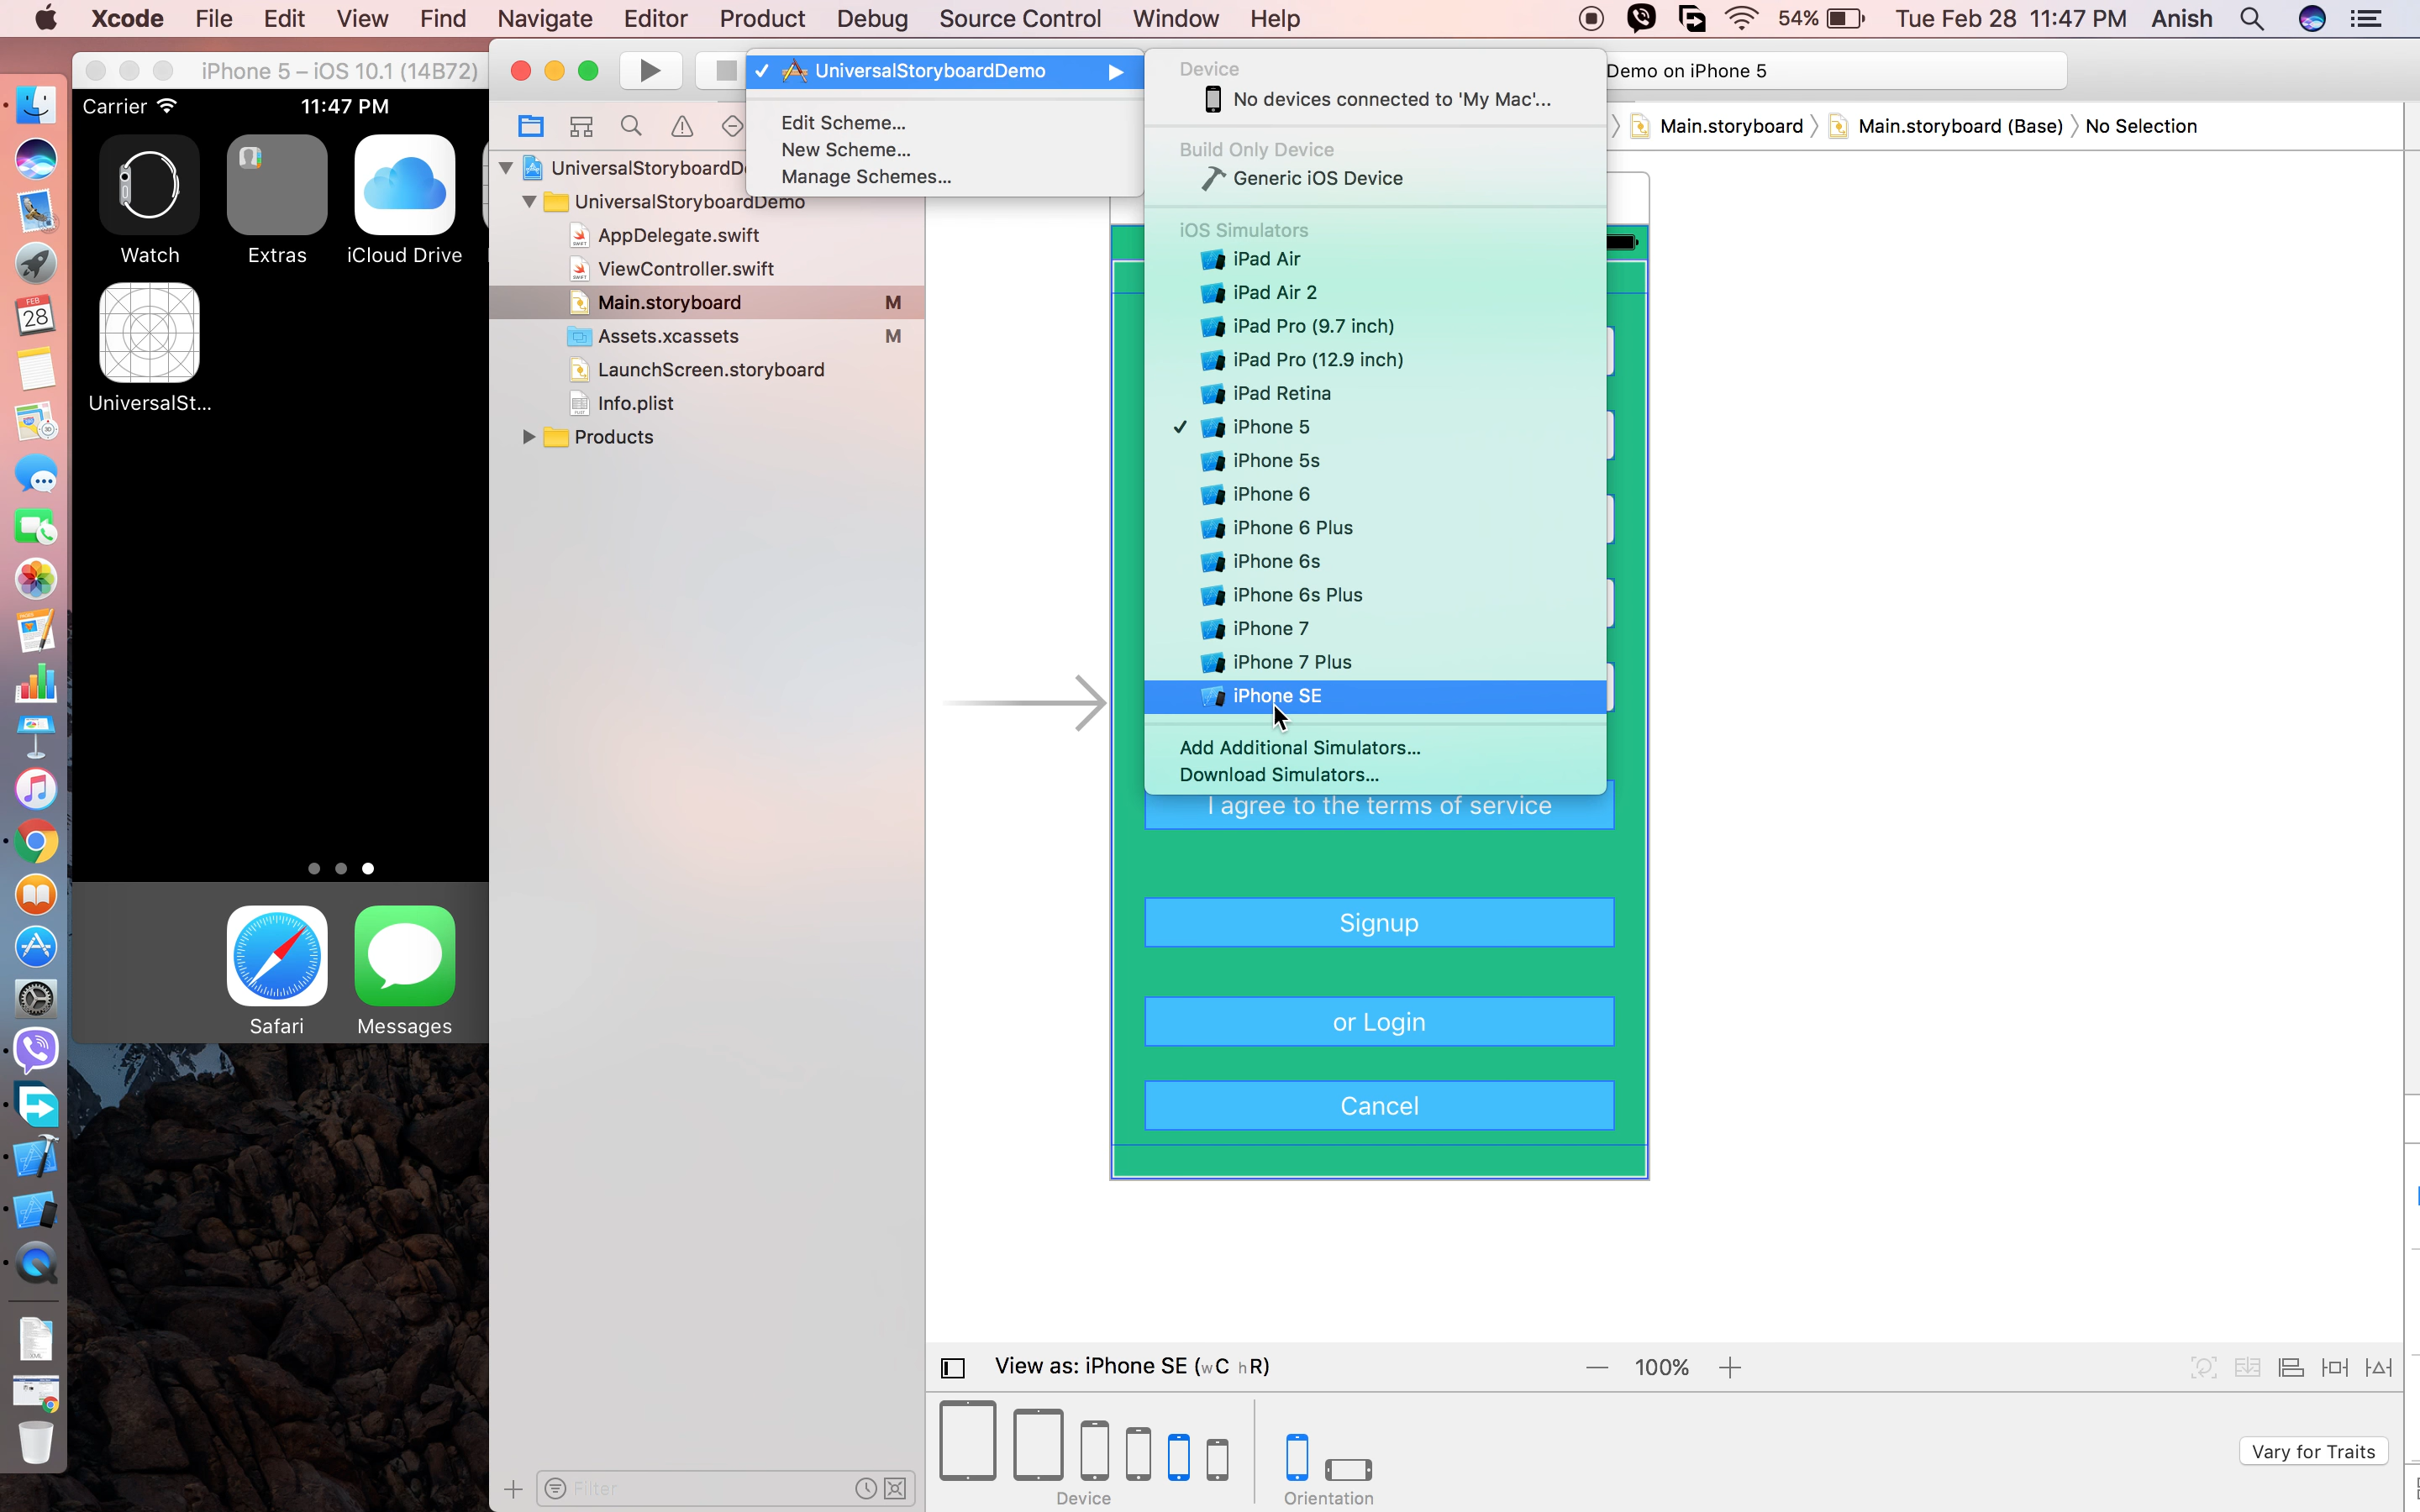 Xcode File Edit View Find Navigate Editor Product Debug Source Control Window Help 54% Tue Feb 28 11:47 PM Anish
iPhone 5 – iOS 10.1 (14B72)
Carrier 11:47 PM
Watch Extras iCloud Drive
UniversalSt...
Safari Messages
FEB
28
UniversalStoryboardDemo
Edit Scheme...
New Scheme...
Manage Schemes...
UniversalStoryboardD
UniversalStoryboardDemo
AppDelegate.swift
ViewController.swift
Main.storyboard M
Assets.xcassets M
LaunchScreen.storyboard
Info.plist
Products
Filter
Device
No devices connected to 'My Mac'...
Build Only Device
Generic iOS Device
iOS Simulators
iPad Air
iPad Air 2
iPad Pro (9.7 inch)
iPad Pro (12.9 inch)
iPad Retina
iPhone 5
iPhone 5s
iPhone 6
iPhone 6 Plus
iPhone 6s
iPhone 6s Plus
iPhone 7
iPhone 7 Plus
iPhone SE
Add Additional Simulators...
Download Simulators...
Demo on iPhone 5
Main.storyboard Main.storyboard (Base) No Selection
I agree to the terms of service
Signup
or Login
Cancel
View as: iPhone SE (wC hR) 100%
Device Orientation
Vary for Traits